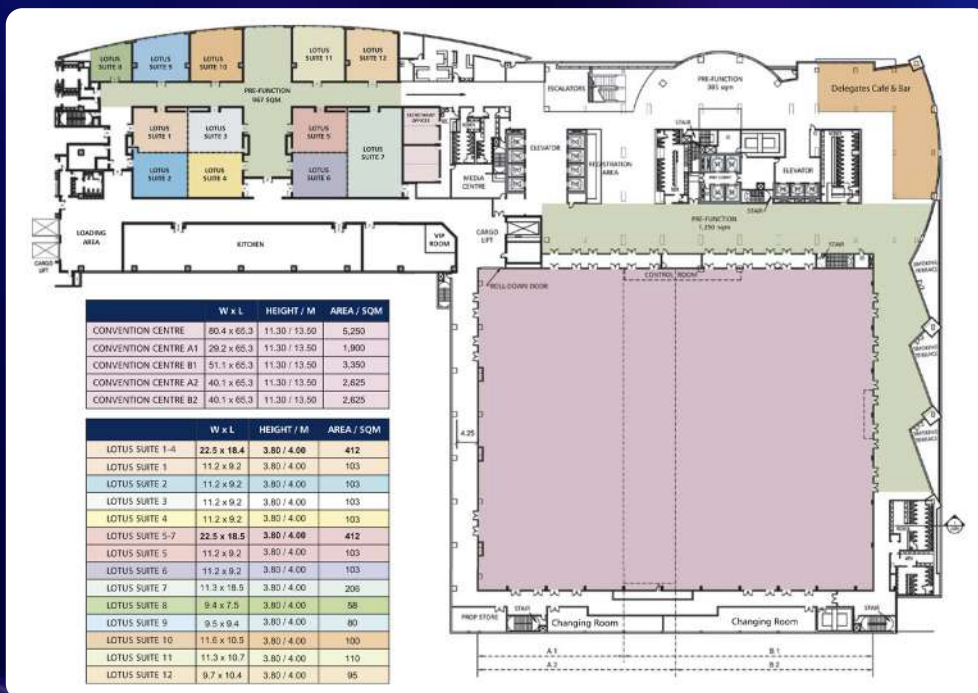 LOTUS
SUITE 8
LOTUS
SUITE 9
LOTUS
SUITE 10
LOTUS
SUITE 11
LOTUS
SUITE 12
PRE-FUNCTION
967 SQM
LOTUS
SUITE 1
LOTUS
SUITE 3
LOTUS
SUITE 5
LOTUS
SUITE 7
LOTUS
SUITE 2
LOTUS
SUITE 4
LOTUS
SUITE 6
SECRETARIAT
OFFICES
MEDIA
CENTRE
ESCALATORS
PRE-FUNCTION
385 sqm
Delegates Cafe & Bar
STAIR
ELEVATOR
REGISTRATION
AREA
ELEVATOR
STAIR
PRE-FUNCTION
1,250 sqm
STAIR
LOADING
AREA
CARGO
LIFT
KITCHEN
VIP
ROOM
CARGO
LIFT
ROLL-DOWN DOOR
CONTROL ROOM
SMOKING
TERRACE
SMOKING
TERRACE
SMOKING
TERRACE
4.25
PROP STORE
STAIR
Changing Room
Changing Room
STAIR
A 1
B 1
A 2
B 2
W x L HEIGHT / M AREA / SQM
CONVENTION CENTRE 80.4 x 65.3 11.30 / 13.50 5,250
CONVENTION CENTRE A1 29.2 x 65.3 11.30 / 13.50 1,900
CONVENTION CENTRE B1 51.1 x 65.3 11.30 / 13.50 3,350
CONVENTION CENTRE A2 40.1 x 65.3 11.30 / 13.50 2,625
CONVENTION CENTRE B2 40.1 x 65.3 11.30 / 13.50 2,625
W x L HEIGHT / M AREA / SQM
LOTUS SUITE 1-4 22.5 x 18.4 3.80 / 4.00 412
LOTUS SUITE 1 11.2 x 9.2 3.80 / 4.00 103
LOTUS SUITE 2 11.2 x 9.2 3.80 / 4.00 103
LOTUS SUITE 3 11.2 x 9.2 3.80 / 4.00 103
LOTUS SUITE 4 11.2 x 9.2 3.80 / 4.00 103
LOTUS SUITE 5-7 22.5 x 18.5 3.80 / 4.00 412
LOTUS SUITE 5 11.2 x 9.2 3.80 / 4.00 103
LOTUS SUITE 6 11.2 x 9.2 3.80 / 4.00 103
LOTUS SUITE 7 11.3 x 18.5 3.80 / 4.00 206
LOTUS SUITE 8 9.4 x 7.5 3.80 / 4.00 58
LOTUS SUITE 9 9.5 x 9.4 3.80 / 4.00 80
LOTUS SUITE 10 11.6 x 10.5 3.80 / 4.00 100
LOTUS SUITE 11 11.3 x 10.7 3.80 / 4.00 110
LOTUS SUITE 12 9.7 x 10.4 3.80 / 4.00 95